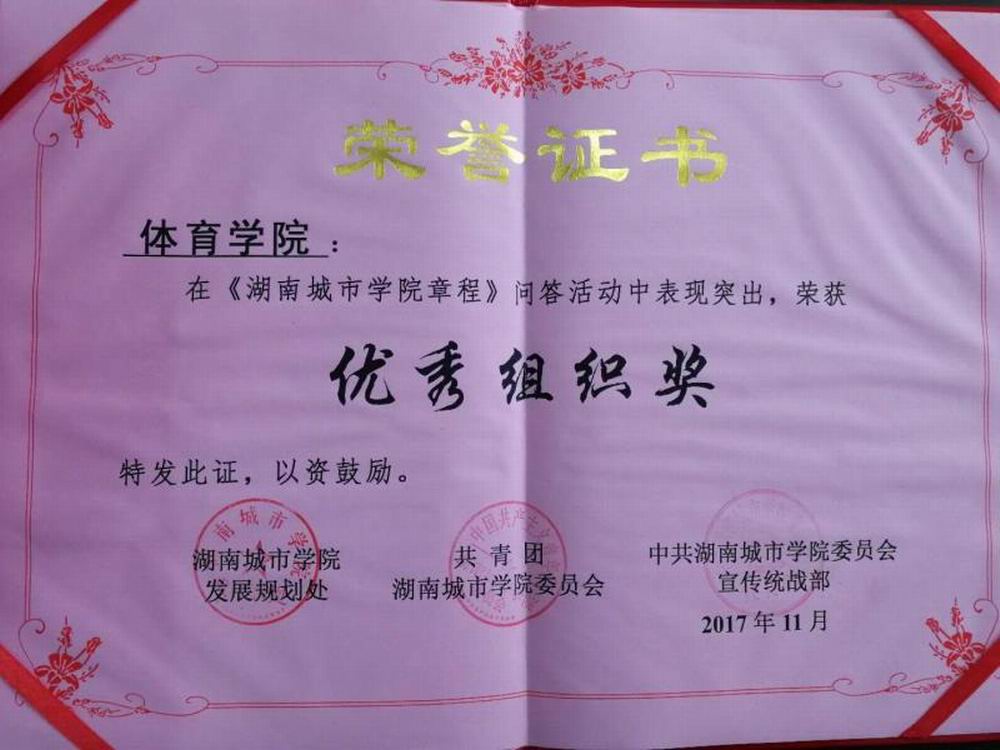 荣誉证书
体育学院：
在《湖南城市学院章程》问答活动中表现突出，荣获
优秀组织奖
特发此证，以资鼓励。
湖南城市学院
发展规划处
共青团
湖南城市学院委员会
中共湖南城市学院委员会
宣传统战部
2017年11月